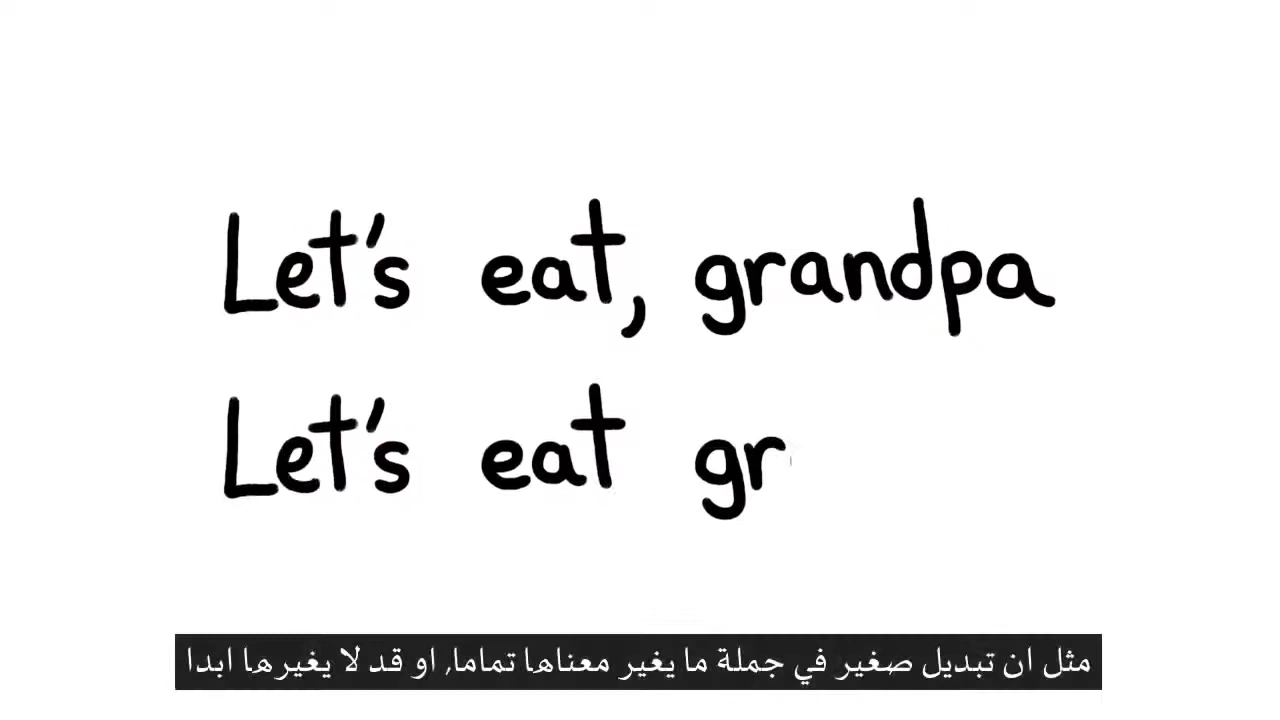 Let's eat, grandpa
Let's eat gr
مثل ان تبديل صغير في جملة ما يغير معناها تماما, او قد لا يغيرها ابدا